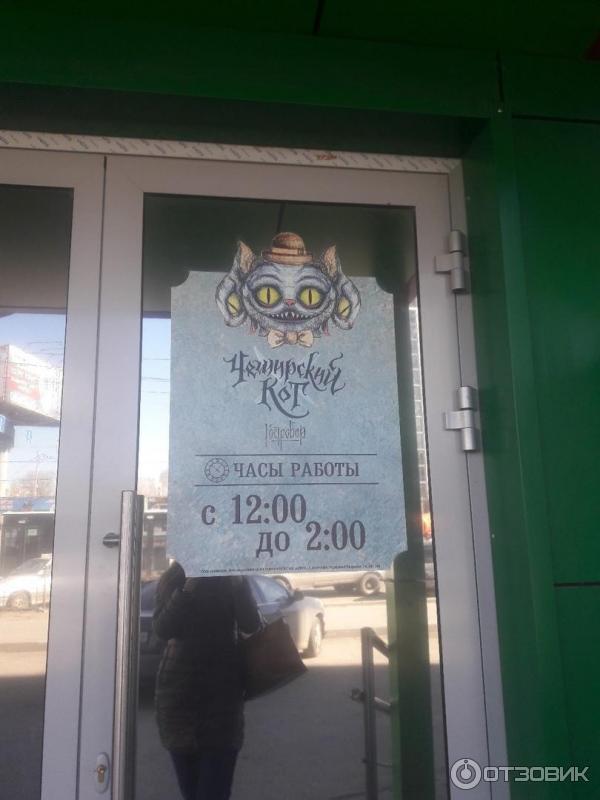 Чеширский
Кот
гастробар
ЧАСЫ РАБОТЫ
с 12:00
до 2:00
ОТЗОВИК